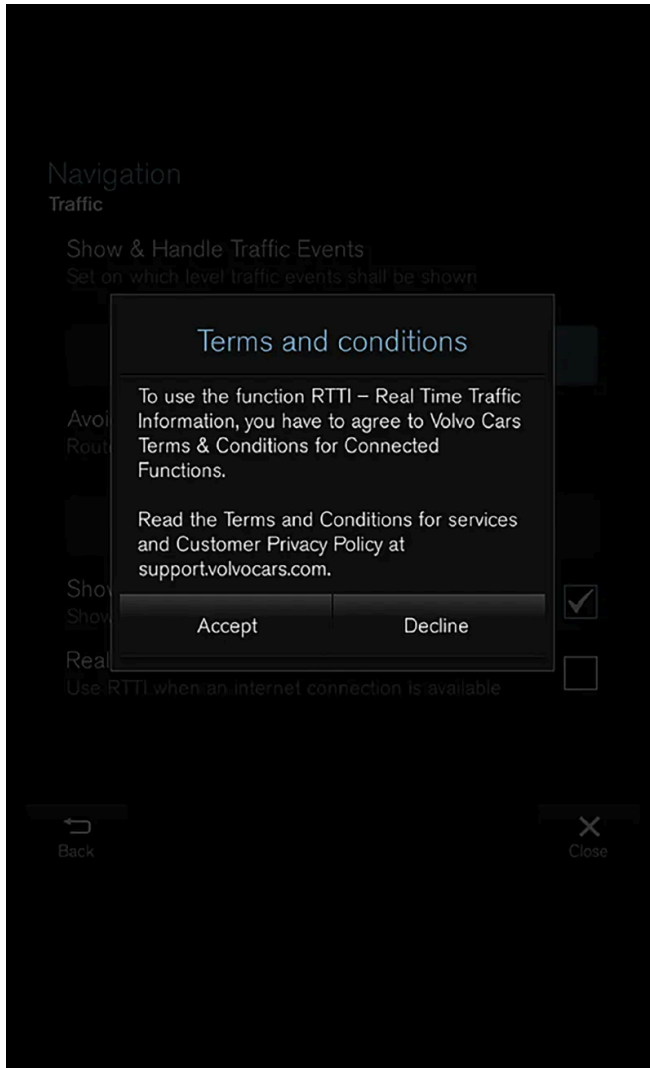 Navigation
Traffic
Show & Handle Traffic Events
Set on which level traffic events shall be shown
Terms and conditions
To use the function RTTI – Real Time Traffic
Information, you have to agree to Volvo Cars
Terms & Conditions for Connected
Functions.
Read the Terms and Conditions for services
and Customer Privacy Policy at
support.volvocars.com.
Accept Decline
Use RTTI when an internet connection is available
Back
Close